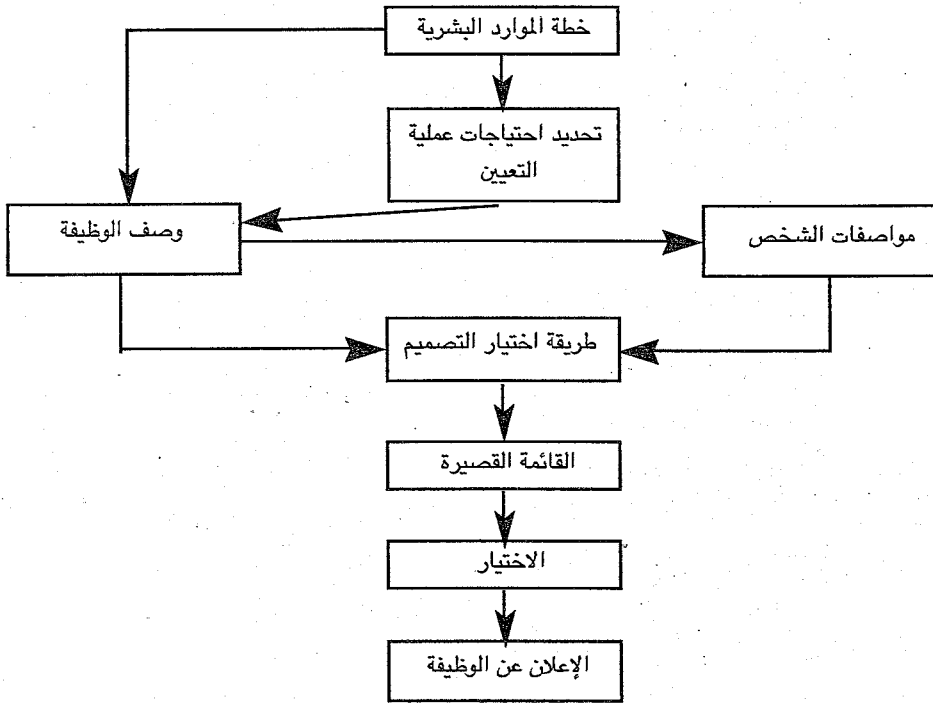 خطة الموارد البشرية
تحديد احتياجات عملية
التعيين
وصف الوظيفة
مواصفات الشخص
طريقة اختيار التصميم
القائمة القصيرة
الاختيار
الإعلان عن الوظيفة